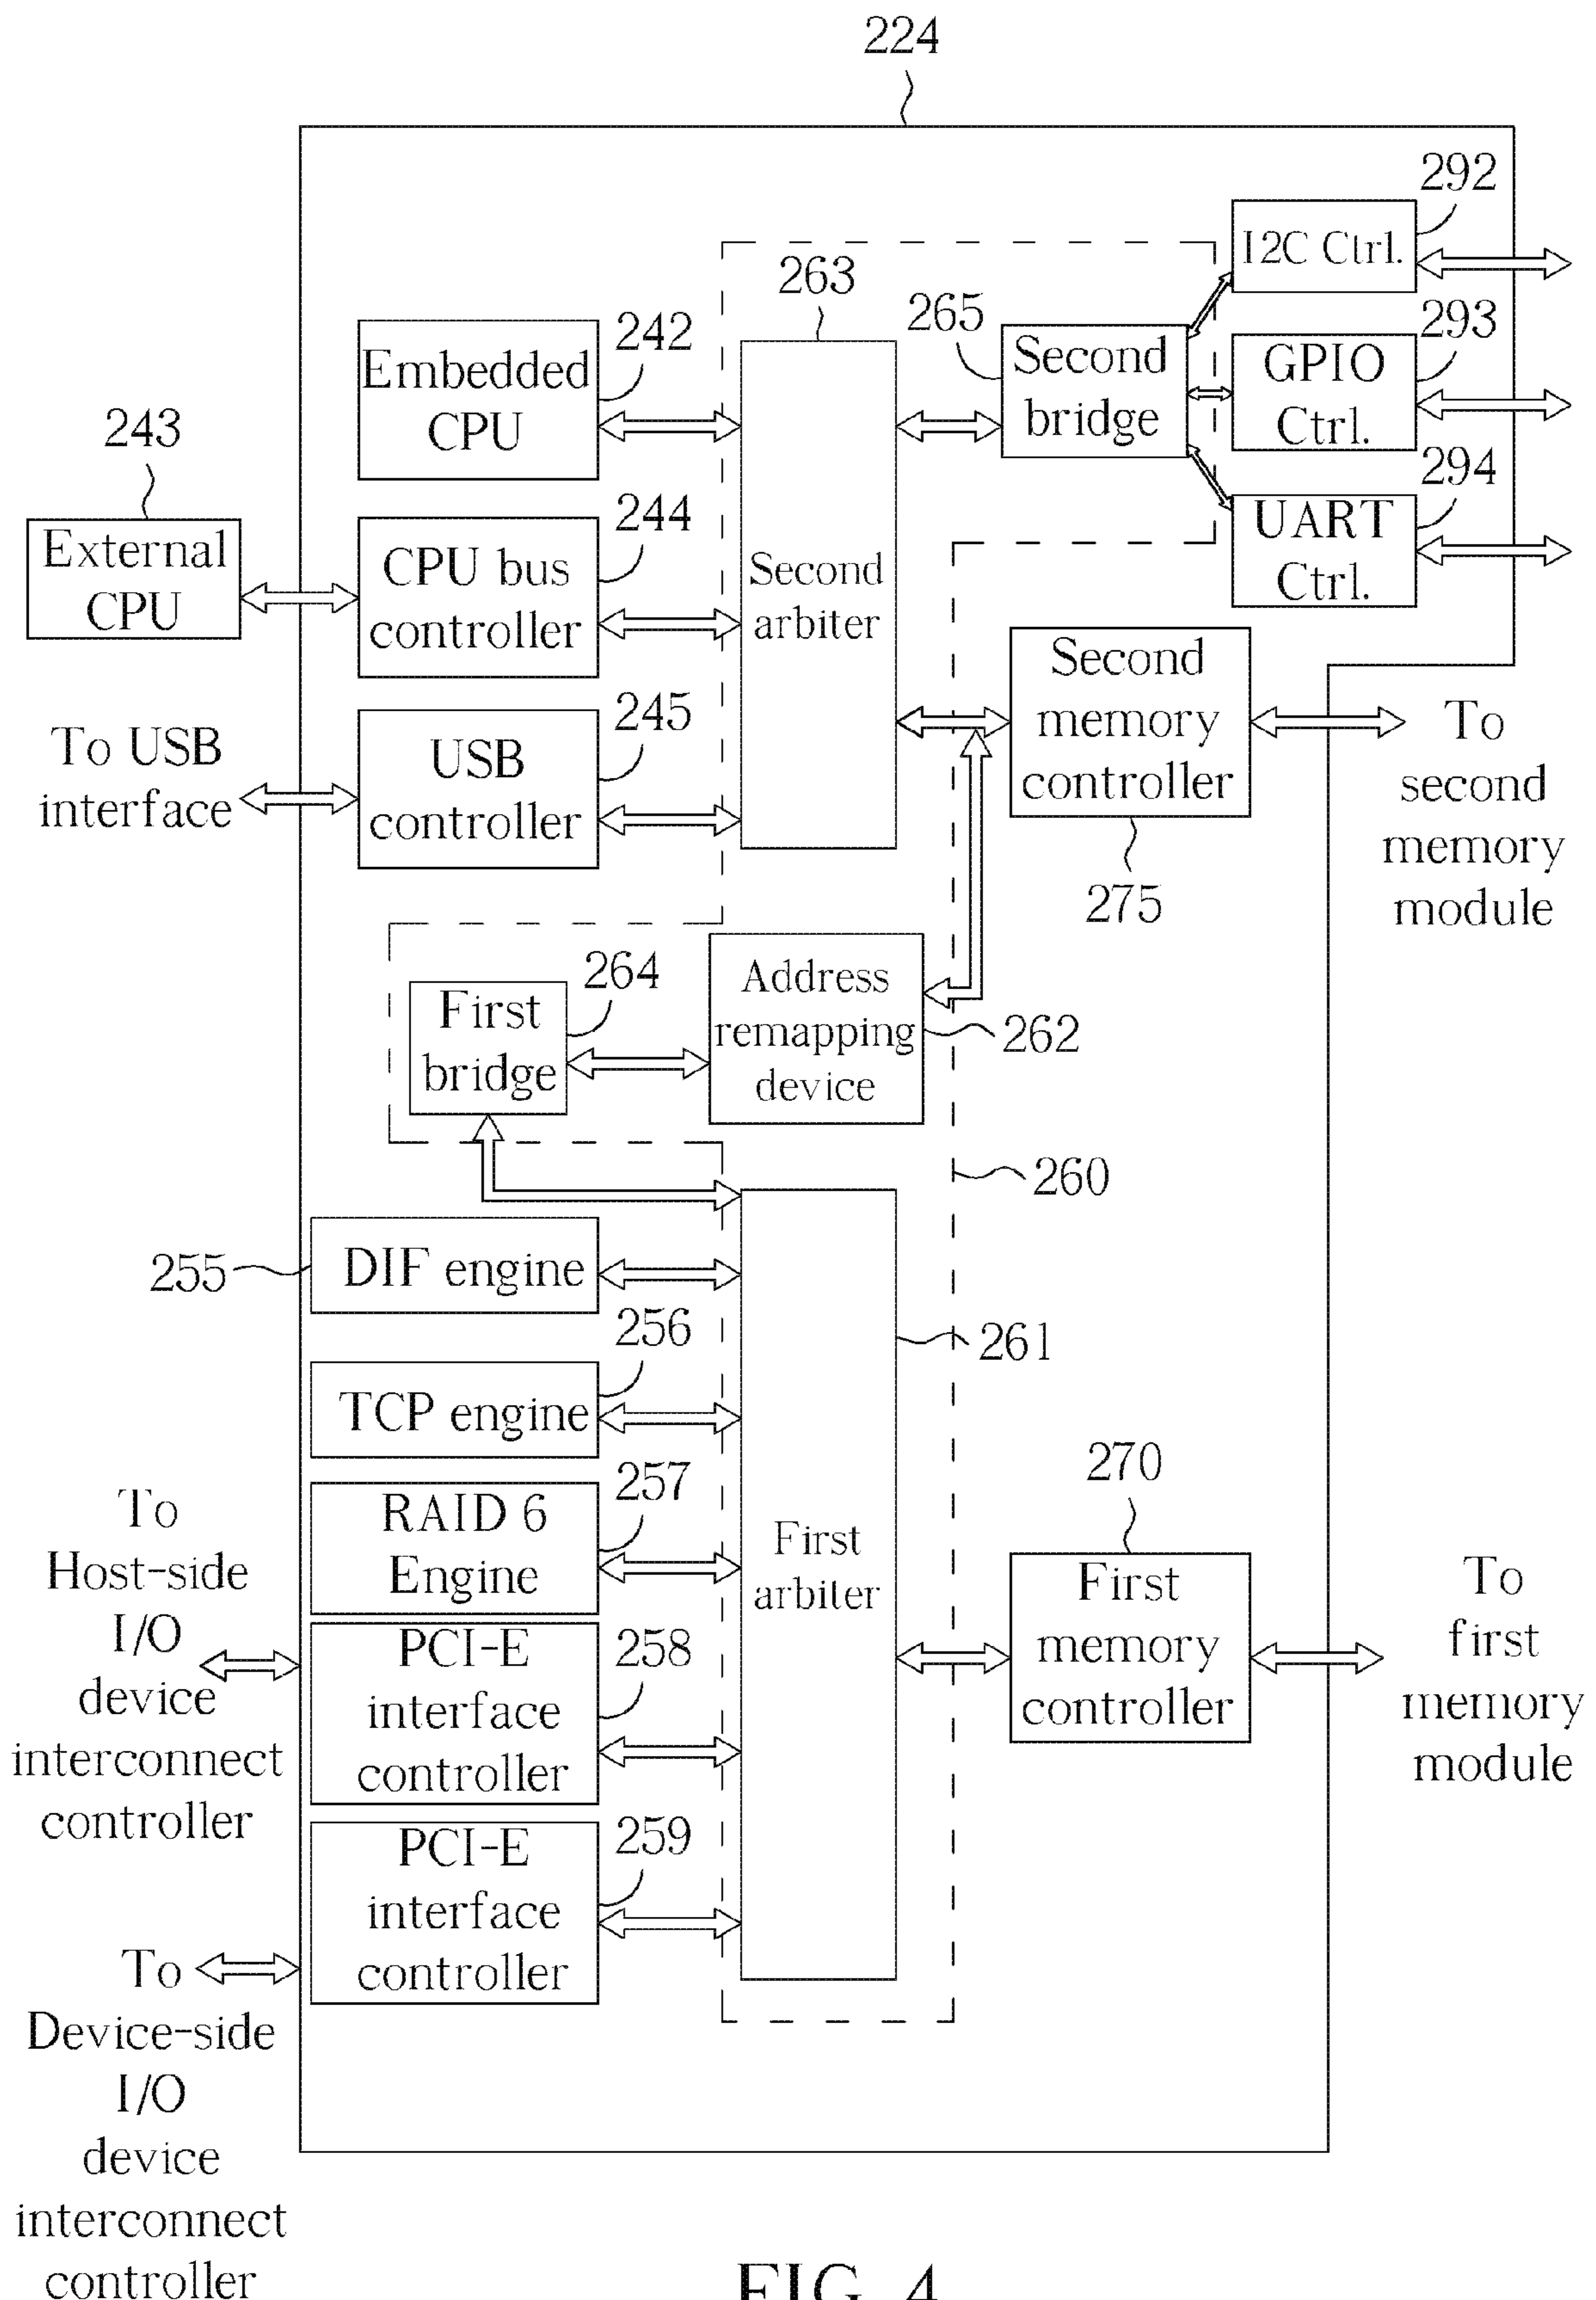 224
292
I2C Ctrl.
263
265
293
242
Second
bridge
GPIO
Ctrl.
Embedded
CPU
243
294
244
UART
Ctrl.
External
CPU
CPU bus
controller
Second
arbiter
Second
memory
controller
245
To USB
interface
USB
controller
To
second
memory
module
275
264
Address
remapping
device
First
bridge
262
260
255
DIF engine
256
261
TCP engine
257
270
To
Host-side
I/O
device
interconnect
controller
RAID 6
Engine
First
arbiter
First
memory
controller
To
first
memory
module
PCI-E
interface
controller
258
PCI-E
interface
controller
259
To
Device-side
I/O
device
interconnect
controller
FIG. 4